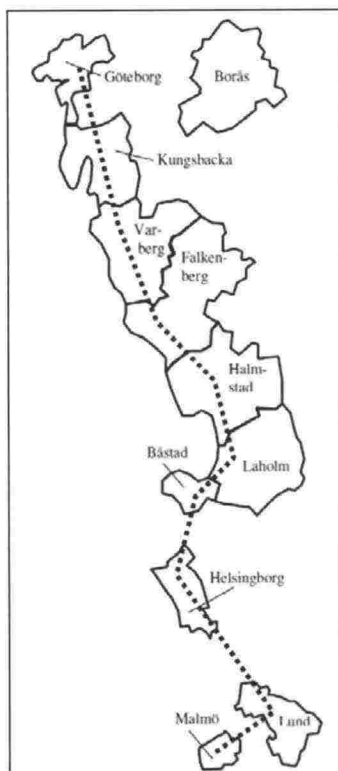 Göteborg
Borås
Kungsbacka
Var-
berg
Falken-
berg
Halm-
stad
Båstad
Laholm
Helsingborg
Malmö
Lund